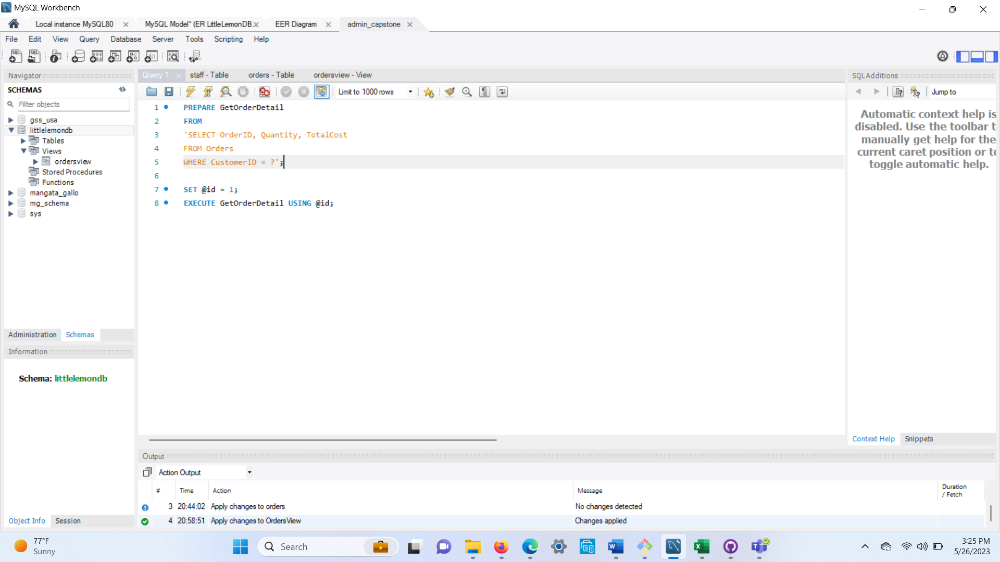 MySQL Workbench
Local instance MySQL80
MySQL Model* (ER LittleLemonDB.
EER Diagram
admin_capstone
File Edit View Query Database Server Tools Scripting Help
Navigator
SCHEMAS
Filter objects
gss_usa
littlelemondb
Tables
Views
ordersview
Stored Procedures
Functions
mangata_gallo
mg_schema
sys
Administration Schemas
Information
Schema: littlelemondb
Object Info Session
Query 1 staff - Table orders - Table ordersview - View
Limit to 1000 rows
1 PREPARE GetOrderDetail
2 FROM
3 'SELECT OrderID, Quantity, TotalCost
4 FROM Orders
5 WHERE CustomerID = ?';
6
7 SET @id = 1;
8 EXECUTE GetOrderDetail USING @id;
SQLAdditions
Jump to
Automatic context help is
disabled. Use the toolbar t
manually get help for the
current caret position or to
toggle automatic help.
Context Help Snippets
Output
Action Output
# Time Action Message Duration / Fetch
3 20:44:02 Apply changes to orders No changes detected
4 20:58:51 Apply changes to OrdersView Changes applied
77°F
Sunny
Search
3:25 PM
5/26/2023